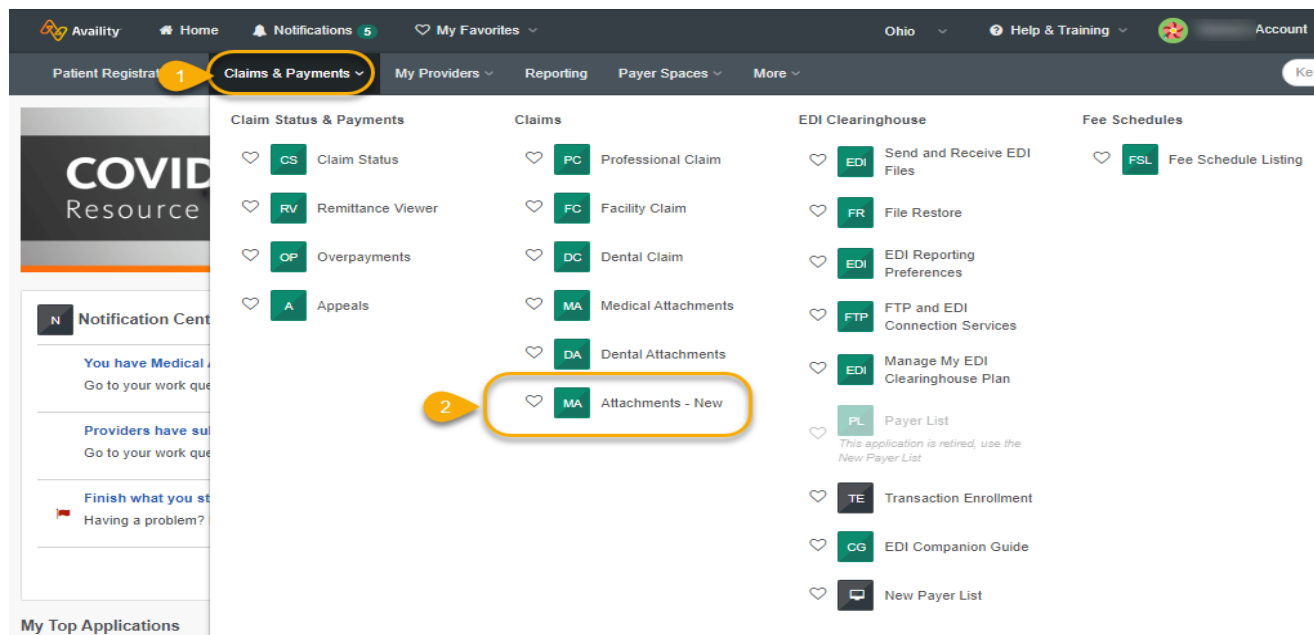 Availity
Home
Notifications 5
My Favorites
Ohio
Help & Training
Account
Patient Registrat
1
Claims & Payments
My Providers
Reporting
Payer Spaces
More
Ke
COVID
Resource
N Notification Cent
You have Medical
Go to your work que
Providers have su
Go to your work que
Finish what you st
Having a problem?
My Top Applications
Claim Status & Payments
CS Claim Status
RV Remittance Viewer
OP Overpayments
A Appeals
Claims
PC Professional Claim
FC Facility Claim
DC Dental Claim
MA Medical Attachments
DA Dental Attachments
2
MA Attachments - New
EDI Clearinghouse
EDI Send and Receive EDI
Files
FR File Restore
EDI EDI Reporting
Preferences
FTP FTP and EDI
Connection Services
EDI Manage My EDI
Clearinghouse Plan
PL Payer List
This application is retired, use the
New Payer List
TE Transaction Enrollment
CG EDI Companion Guide
New Payer List
Fee Schedules
FSL Fee Schedule Listing